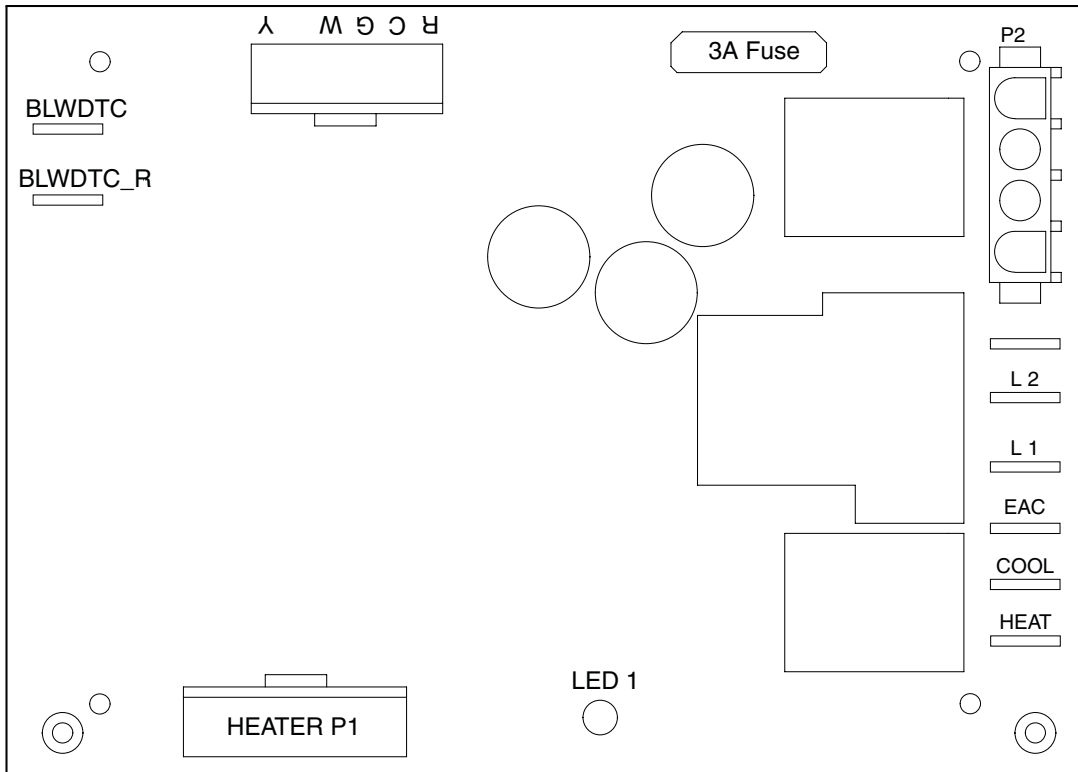 Y W G C R
3A Fuse
P2
BLWDTC
BLWDTC_R
L 2
L 1
EAC
COOL
HEAT
LED 1
HEATER P1